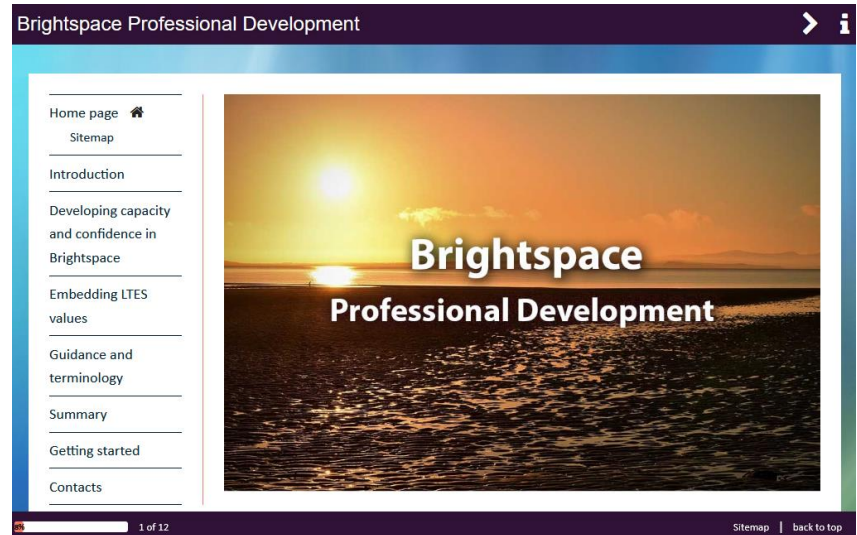 Brightspace Professional Development
Home page
Sitemap
Introduction
Developing capacity
and confidence in
Brightspace
Embedding LTES
values
Guidance and
terminology
Summary
Getting started
Contacts
Brightspace
Professional Development
8%
1 of 12
Sitemap | back to top